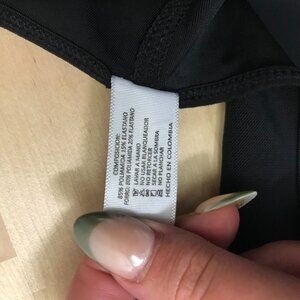 COMPOSICION:
85% POLIAMIDA 15% ELASTANO
FORRO: 80% POLIAMIDA 20% ELASTANO
LAVAR A MANO
NO USAR BLANQUEADOR
NO RETORCER
SECAR A LA SOMBRA
NO PLANCHAR
HECHO EN COLOMBIA